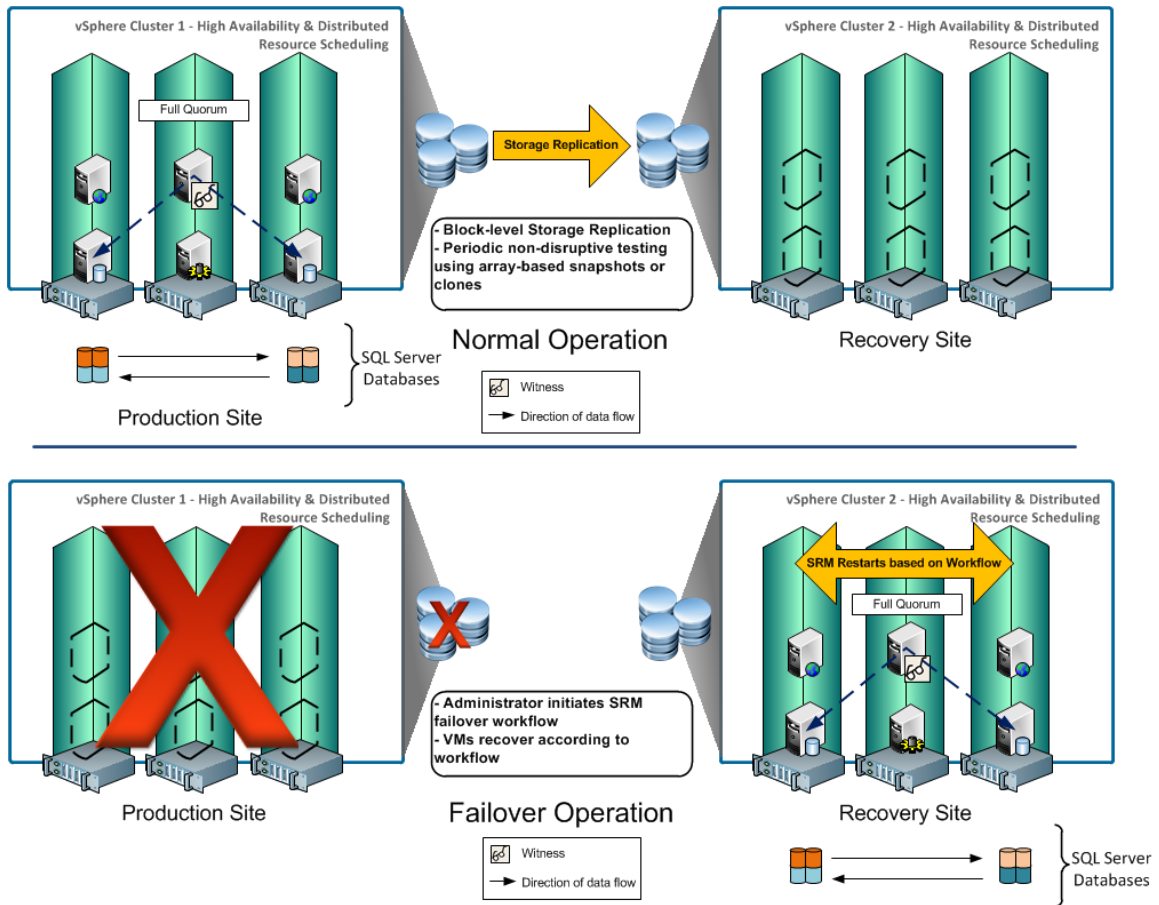 vSphere Cluster 1 - High Availability & Distributed
Resource Scheduling
Full Quorum
Storage Replication
vSphere Cluster 2 - High Availability & Distributed
Resource Scheduling
- Block-level Storage Replication
- Periodic non-disruptive testing
using array-based snapshots or
clones
Normal Operation
Recovery Site
SQL Server
Databases
Production Site
Witness
Direction of data flow
vSphere Cluster 1 - High Availability & Distributed
Resource Scheduling
X
X
vSphere Cluster 2 - High Availability & Distributed
Resource Scheduling
SRM Restarts based on Workflow
Full Quorum
- Administrator initiates SRM
failover workflow
- VMs recover according to
workflow
Production Site
Failover Operation
Recovery Site
Witness
Direction of data flow
SQL Server
Databases